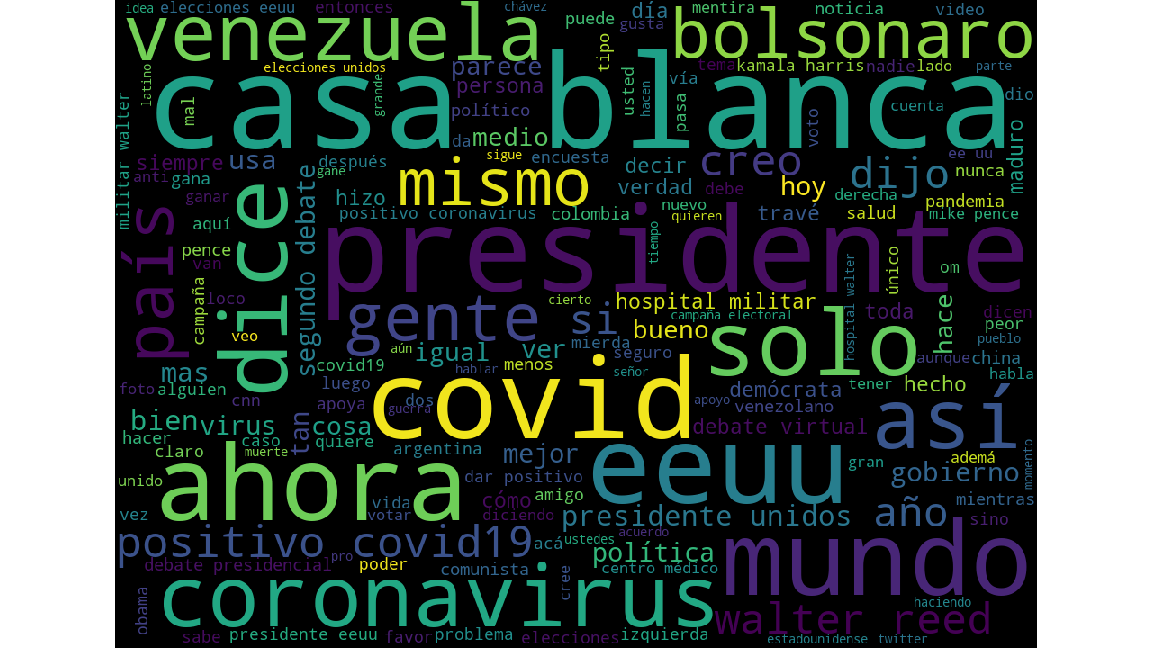 idea elecciones eeuu entonces chávez puede día mentira noticia video
venezuela
gusta
bolsonaro
elecciones unidos
parece
tipo
tema kamala harris nadie lado parte
latino
casa blanca
grande
persona
usted
hacen
vía
pasa
cuenta
dio
mal
político
voto
militar walter
da
medio
ee uu
maduro
siempre
usa
después
sigue
encuesta
decir
creo
dijo
nunca
anti
gana
gane
mismo
verdad
debe
hoy
derecha
pandemia
ganar
hizo
nuevo
positivo coronavirus
colombia
quieren
travé
salud
mike pence
país
aquí
dice
segundo debate
presidente
tiempo
pence
van
único
om
hospital walter
campaña
loco
cierto
hospital militar
toda
hace
dicen
gente si
campaña electoral
solo
veo
bueno
peor
aún
igual
ver
mierda
seguro
aunque
china
pueblo
covid19
hablar
menos
señor
habla
mas
luego
covid
demócrata
tener
hecho
foto
alguien
cnn
apoya
dos
guerra
apoyo
venezolano
así
bien
virus
tan
cosa
debate virtual
hacer
caso
quiere
claro
muerte
argentina
mejor
eeuu
gran
ademá
momento
ahora
dar positivo
gobierno
unido
vida
cómo
amigo
mientras
vez
votar
diciendo
presidente unidos
año
sino
positivo covid19
acá
ustedes
acuerdo
mundo
política
debate presidencial
pro
poder
comunista
cree
centro médico
obama
coronavirus
haciendo
walter reed
sabe
presidente eeuu
favor
problema
elecciones
izquierda
estadounidense twitter